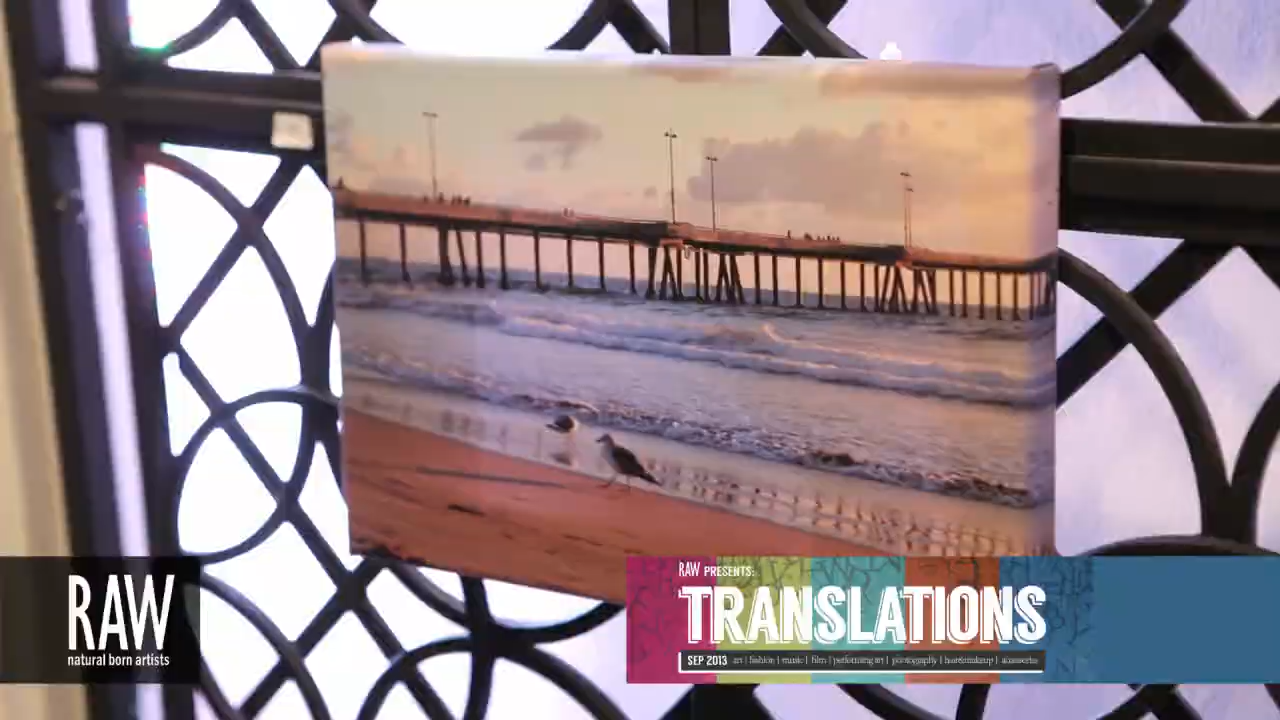 RAW
natural born artists
RAW PRESENTS:
TRANSLATIONS
SEP 2013 art | fashion | music | film | performing art | photography | hair&makeup | accessories